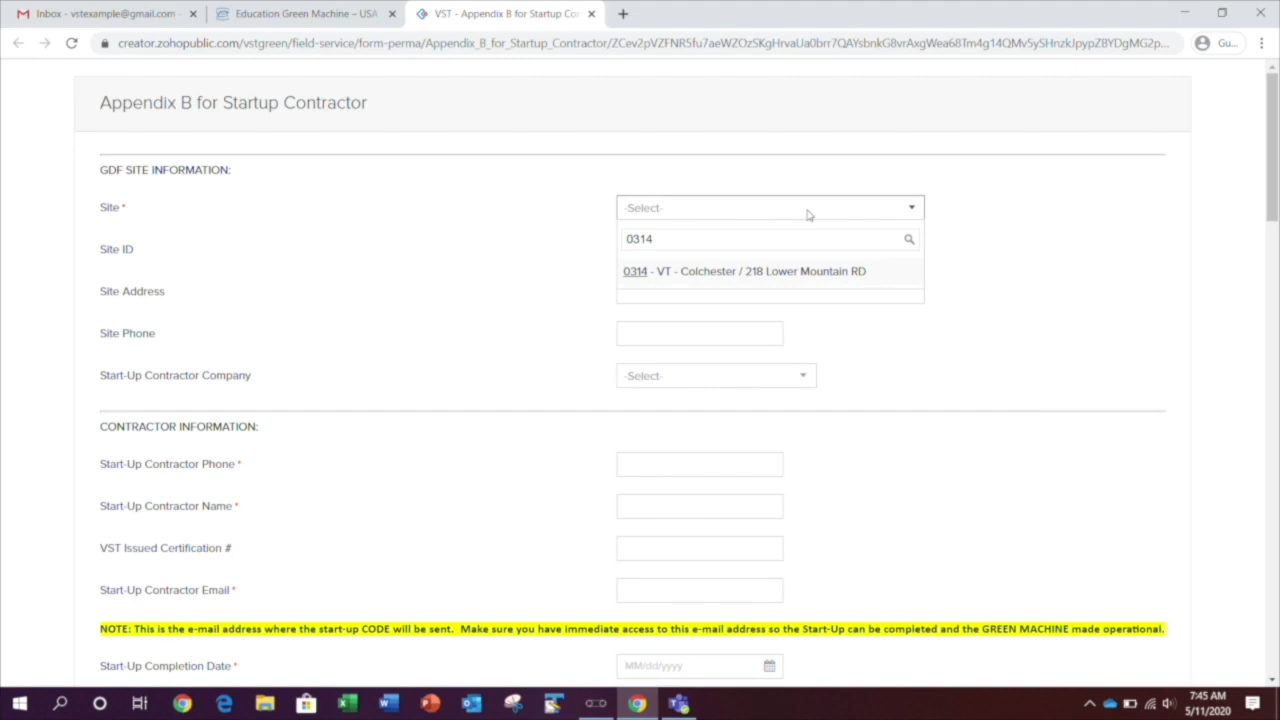 Inbox - vstexample@gmail.com -
Education Green Machine – USA
VST - Appendix B for Startup Con
creator.zohopublic.com/vstgreen/field-service/form-perma/Appendix_B_for_Startup_Contractor/ZCev2pVZFNR5fu7aeWZOzSKgHrvaUa0brr7QAYsbnkG8vrAxgWea68Tm4g14QMv5ySHnzkJpypZBYDgMG2p...
Gu...
Appendix B for Startup Contractor
GDF SITE INFORMATION:
Site *
-Select-
0314
Site ID
0314 - VT - Colchester / 218 Lower Mountain RD
Site Address
Site Phone
Start-Up Contractor Company
-Select-
CONTRACTOR INFORMATION:
Start-Up Contractor Phone *
Start-Up Contractor Name *
VST Issued Certification #
Start-Up Contractor Email *
NOTE: This is the e-mail address where the start-up CODE will be sent. Make sure you have immediate access to this e-mail address so the Start-Up can be completed and the GREEN MACHINE made operational.
Start-Up Completion Date *
MM/dd/yyyy
7:45 AM
5/11/2020